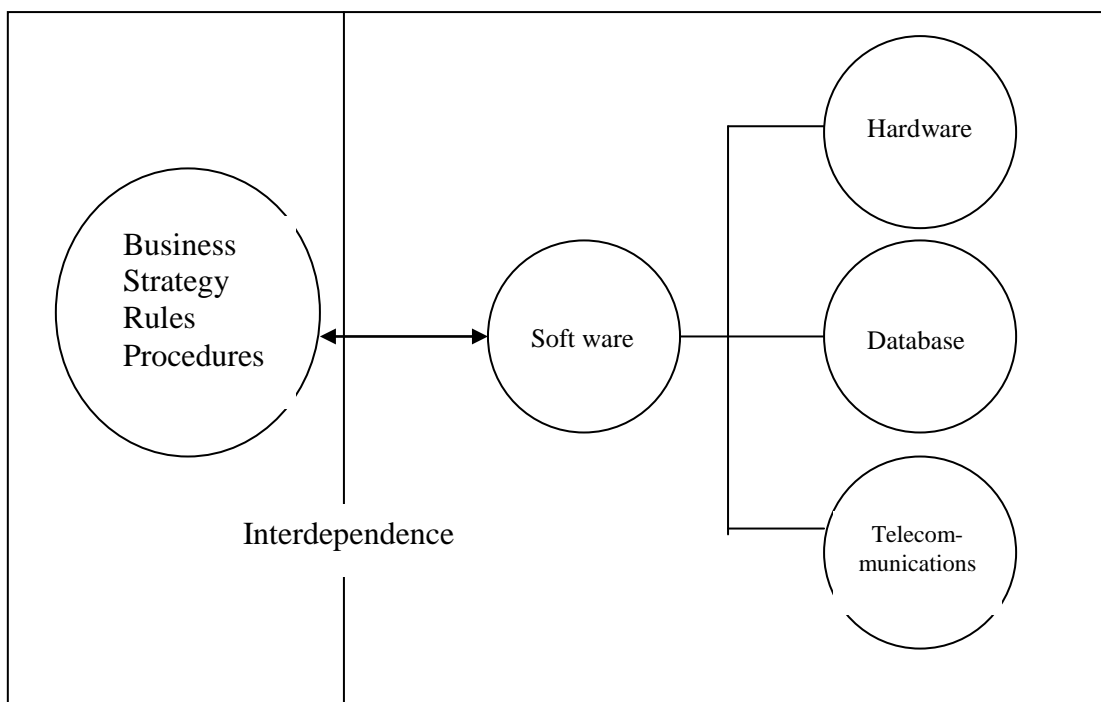 Business
Strategy
Rules
Procedures
Interdependence
Soft ware
Hardware
Database
Telecom-
munications